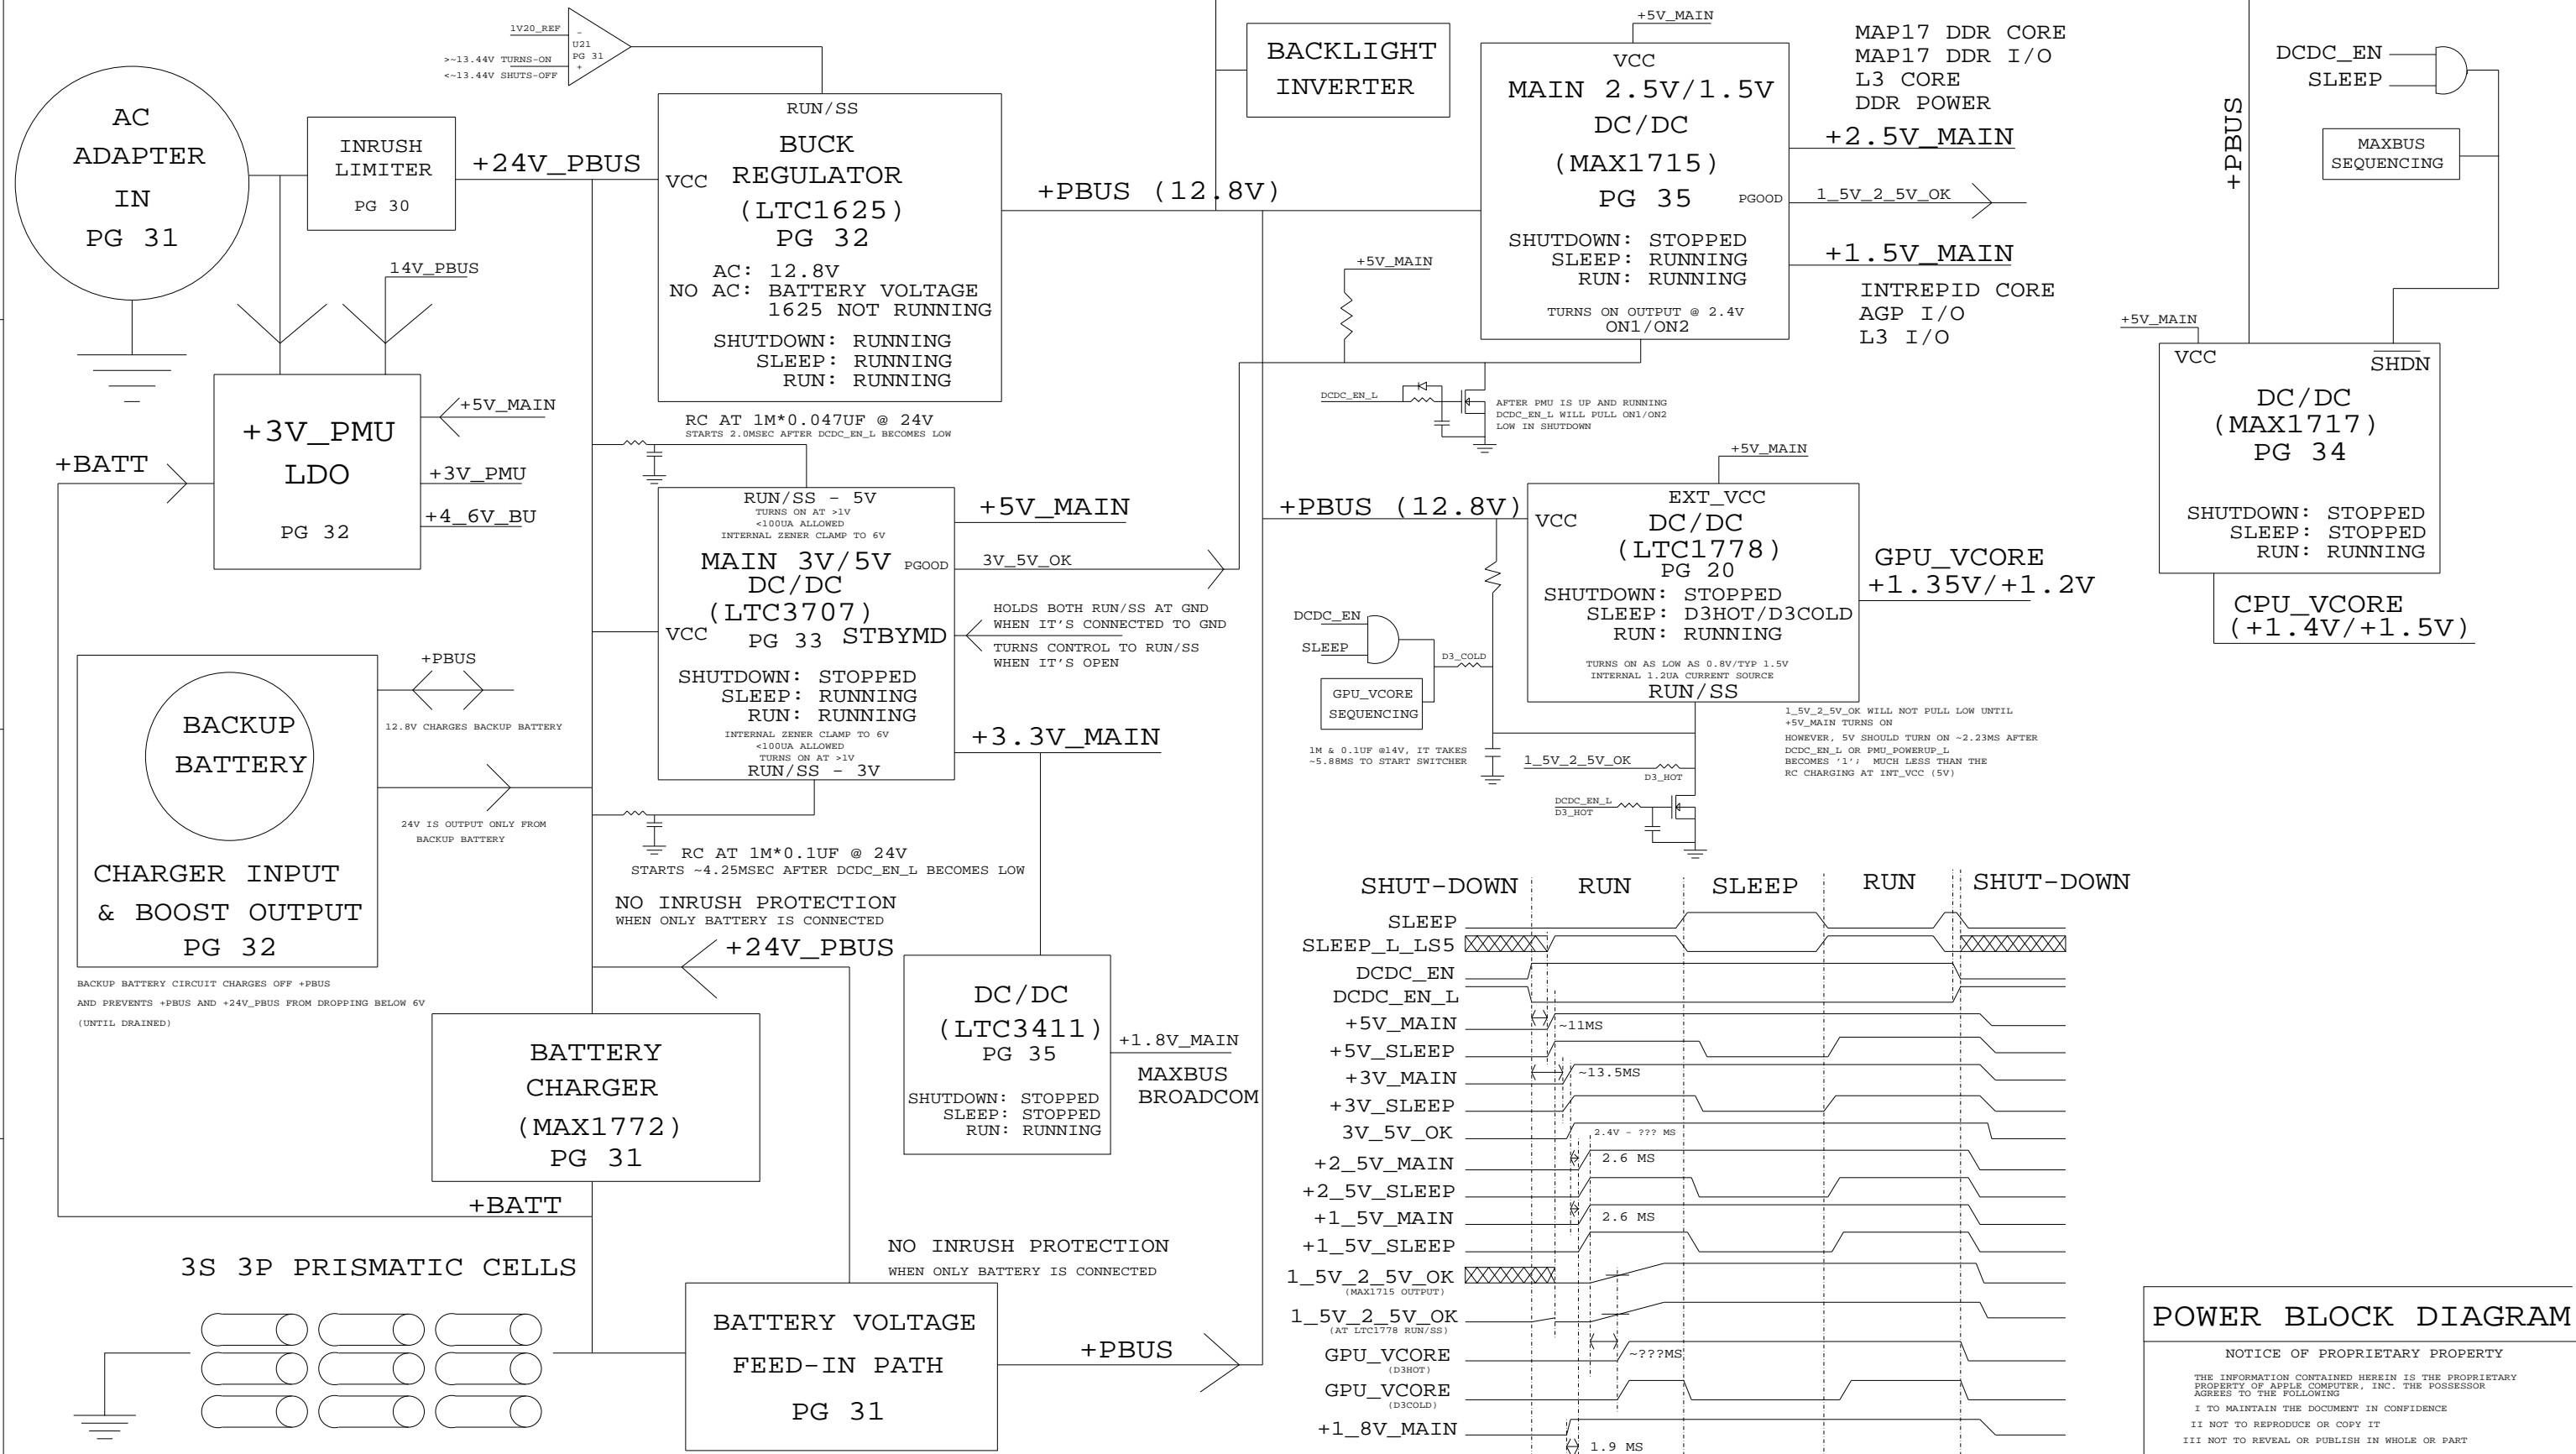 1V20_REF
-
U21
PG 31
+
>~13.44V TURNS-ON
<~13.44V SHUTS-OFF
AC
ADAPTER
IN
PG 31
INRUSH
LIMITER
PG 30
+24V_PBUS
RUN/SS
BUCK
REGULATOR
VCC
(LTC1625)
PG 32
AC: 12.8V
NO AC: BATTERY VOLTAGE
1625 NOT RUNNING
SHUTDOWN: RUNNING
SLEEP: RUNNING
RUN: RUNNING
+PBUS (12.8V)
BACKLIGHT
INVERTER
+5V_MAIN
VCC
MAIN 2.5V/1.5V
DC/DC
(MAX1715)
PG 35
PGOOD
SHUTDOWN: STOPPED
SLEEP: RUNNING
RUN: RUNNING
TURNS ON OUTPUT @ 2.4V
ON1/ON2
MAP17 DDR CORE
MAP17 DDR I/O
L3 CORE
DDR POWER
+2.5V_MAIN
1_5V_2_5V_OK
+1.5V_MAIN
INTREPID CORE
AGP I/O
L3 I/O
+PBUS
DCDC_EN
SLEEP
MAXBUS
SEQUENCING
+5V_MAIN
VCC
SHDN
DC/DC
(MAX1717)
PG 34
SHUTDOWN: STOPPED
SLEEP: STOPPED
RUN: RUNNING
CPU_VCORE
(+1.4V/+1.5V)
14V_PBUS
+3V_PMU
LDO
PG 32
+BATT
+5V_MAIN
+3V_PMU
+4_6V_BU
RC AT 1M*0.047UF @ 24V
STARTS 2.0MSEC AFTER DCDC_EN_L BECOMES LOW
+5V_MAIN
DCDC_EN_L
AFTER PMU IS UP AND RUNNING
DCDC_EN_L WILL PULL ON1/ON2
LOW IN SHUTDOWN
RUN/SS - 5V
TURNS ON AT >1V
<100UA ALLOWED
INTERNAL ZENER CLAMP TO 6V
MAIN 3V/5V
PGOOD
DC/DC
(LTC3707)
VCC
PG 33
STBYMD
SHUTDOWN: STOPPED
SLEEP: RUNNING
RUN: RUNNING
INTERNAL ZENER CLAMP TO 6V
<100UA ALLOWED
TURNS ON AT >1V
RUN/SS - 3V
+5V_MAIN
3V_5V_OK
HOLDS BOTH RUN/SS AT GND
WHEN IT'S CONNECTED TO GND
TURNS CONTROL TO RUN/SS
WHEN IT'S OPEN
+3.3V_MAIN
RC AT 1M*0.1UF @ 24V
STARTS ~4.25MSEC AFTER DCDC_EN_L BECOMES LOW
+PBUS (12.8V)
+5V_MAIN
EXT_VCC
VCC
DC/DC
(LTC1778)
PG 20
SHUTDOWN: STOPPED
SLEEP: D3HOT/D3COLD
RUN: RUNNING
TURNS ON AS LOW AS 0.8V/TYP 1.5V
INTERNAL 1.2UA CURRENT SOURCE
RUN/SS
GPU_VCORE
+1.35V/+1.2V
DCDC_EN
SLEEP
D3_COLD
GPU_VCORE
SEQUENCING
1M & 0.1UF @14V, IT TAKES
~5.88MS TO START SWITCHER
1_5V_2_5V_OK
D3_HOT
DCDC_EN_L
D3_HOT
1_5V_2_5V_OK WILL NOT PULL LOW UNTIL
+5V_MAIN TURNS ON
HOWEVER, 5V SHOULD TURN ON ~2.23MS AFTER
DCDC_EN_L OR PMU_POWERUP_L
BECOMES '1'; MUCH LESS THAN THE
RC CHARGING AT INT_VCC (5V)
BACKUP
BATTERY
CHARGER INPUT
& BOOST OUTPUT
PG 32
+PBUS
12.8V CHARGES BACKUP BATTERY
24V IS OUTPUT ONLY FROM
BACKUP BATTERY
BACKUP BATTERY CIRCUIT CHARGES OFF +PBUS
AND PREVENTS +PBUS AND +24V_PBUS FROM DROPPING BELOW 6V
(UNTIL DRAINED)
NO INRUSH PROTECTION
WHEN ONLY BATTERY IS CONNECTED
+24V_PBUS
BATTERY
CHARGER
(MAX1772)
PG 31
+BATT
DC/DC
(LTC3411)
PG 35
SHUTDOWN: STOPPED
SLEEP: STOPPED
RUN: RUNNING
+1.8V_MAIN
MAXBUS
BROADCOM
3S 3P PRISMATIC CELLS
NO INRUSH PROTECTION
WHEN ONLY BATTERY IS CONNECTED
BATTERY VOLTAGE
FEED-IN PATH
PG 31
+PBUS
SHUT-DOWN RUN SLEEP RUN SHUT-DOWN
SLEEP
SLEEP_L_LS5
DCDC_EN
DCDC_EN_L
+5V_MAIN
~11MS
+5V_SLEEP
+3V_MAIN
~13.5MS
+3V_SLEEP
3V_5V_OK
2.4V - ??? MS
+2_5V_MAIN
2.6 MS
+2_5V_SLEEP
+1_5V_MAIN
2.6 MS
+1_5V_SLEEP
1_5V_2_5V_OK
(MAX1715 OUTPUT)
1_5V_2_5V_OK
(AT LTC1778 RUN/SS)
GPU_VCORE
(D3HOT)
~???MS
GPU_VCORE
(D3COLD)
+1_8V_MAIN
1.9 MS
POWER BLOCK DIAGRAM
NOTICE OF PROPRIETARY PROPERTY
THE INFORMATION CONTAINED HEREIN IS THE PROPRIETARY
PROPERTY OF APPLE COMPUTER, INC. THE POSSESSOR
AGREES TO THE FOLLOWING
I TO MAINTAIN THE DOCUMENT IN CONFIDENCE
II NOT TO REPRODUCE OR COPY IT
III NOT TO REVEAL OR PUBLISH IN WHOLE OR PART